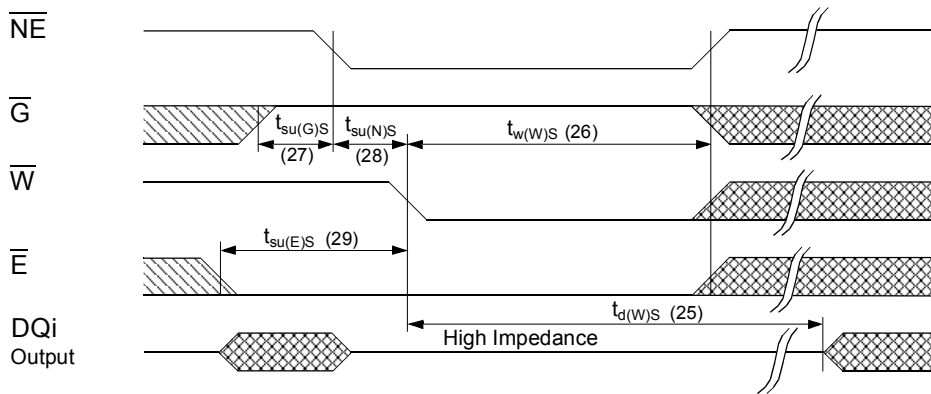 NE
G
tsu(G)S tsu(N)S tw(W)S (26)
(27) (28)
W
tsu(E)S (29)
E
td(W)S (25)
DQi
High Impedance
Output